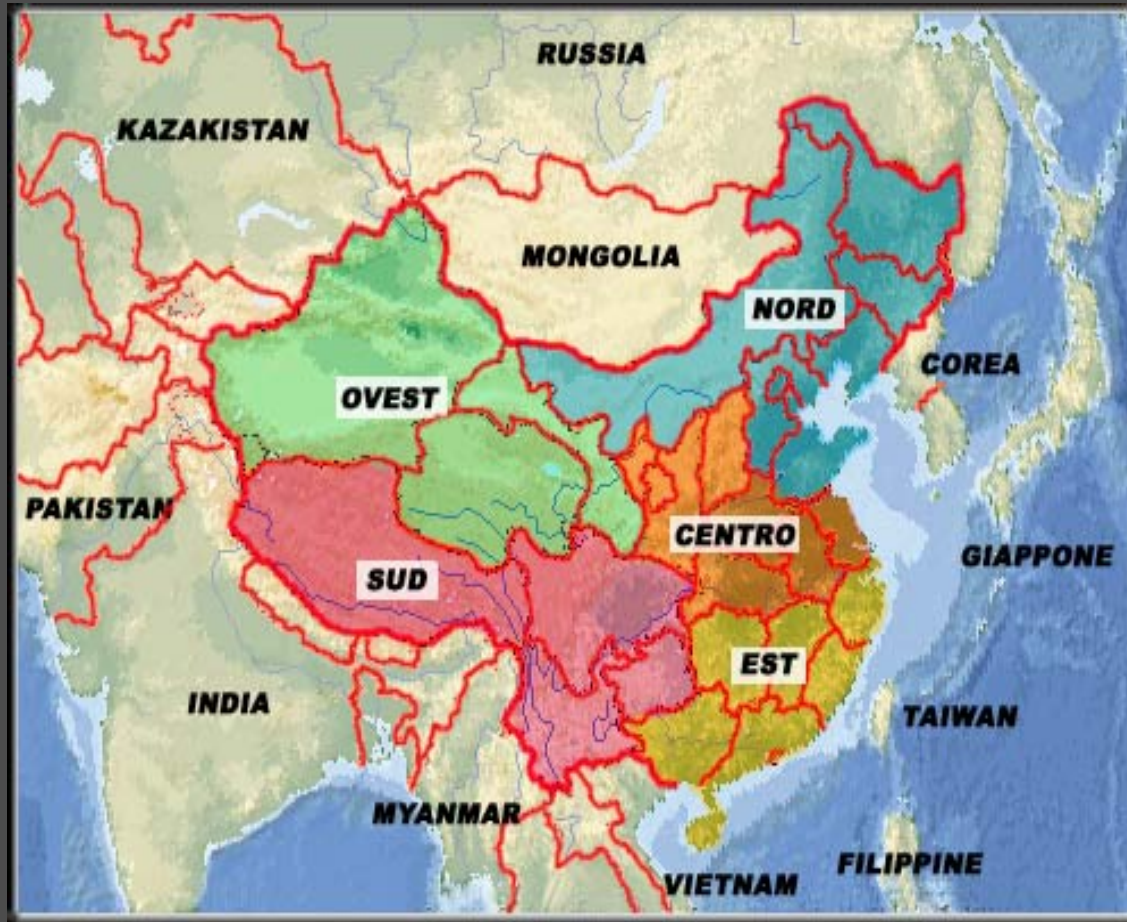 RUSSIA
KAZAKISTAN
MONGOLIA
NORD
COREA
OVEST
PAKISTAN
CENTRO
GIAPPONE
SUD
EST
INDIA
TAIWAN
MYANMAR
FILIPPINE
VIETNAM